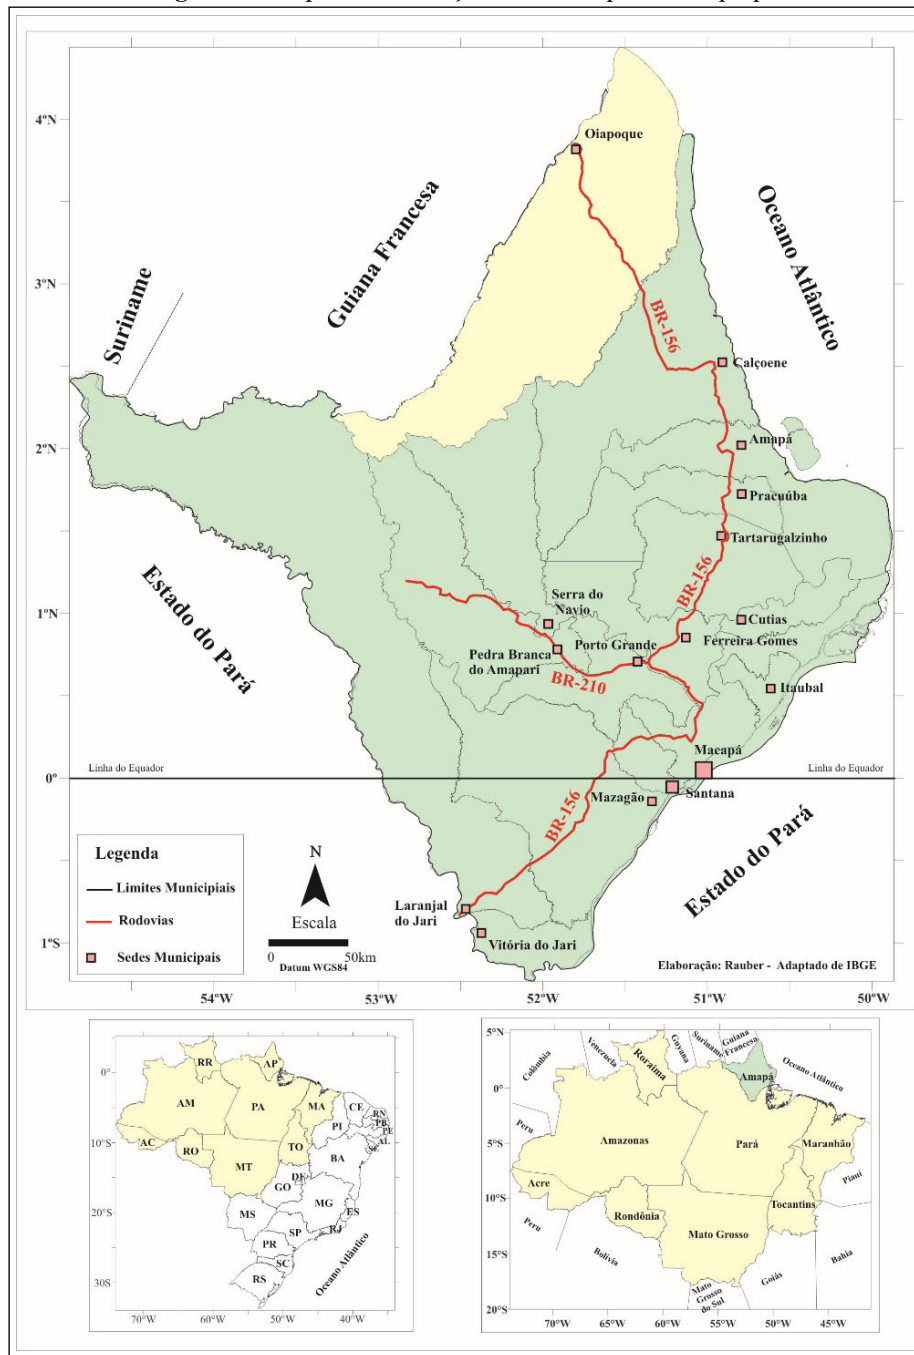 4°N
3°N
2°N
1°N
0°
1°S
Suriname
Guiana Francesa
Oceano Atlântico
Oiapoque
BR-156
Calçoene
Amapá
Pracuúba
Tartarugalzinho
BR-156
Serra do
Navio
Cutias
Porto Grande
Ferreira Gomes
Pedra Branca
do Amapari
BR-210
Itaubal
Estado do Pará
Macapá
Linha do Equador
Linha do Equador
Santana
Mazagão
BR-156
Estado do Pará
Laranjal
do Jari
Vitória do Jari
Legenda
Limites Municipiais
Rodovias
Sedes Municipais
N
Escala
0 50km
Datum WGS84
Elaboração: Rauber - Adaptado de IBGE
54°W 53°W 52°W 51°W 50°W
0°
10°S
20°S
30S
RR
AP
AM
PA
MA
CE
RN
PB
PE
AL
SE
PI
AC
RO
TO
MT
BA
DF
GO
MG
ES
MS
SP
RJ
PR
SC
RS
Oceano Atlântico
70°W 60°W 50°W 40°W
5°N
0°
5°S
10°S
15°S
20°S
Colômbia
Venezuela
Roraima
Guyana
Suriname
Guiana
Francesa
Amapá
Oceano Atlântico
Peru
Amazonas
Pará
Maranhão
Piauí
Acre
Rondônia
Tocantins
Mato Grosso
Peru
Bolívia
Mato
Grosso
do Sul
Goiás
Bahia
70°W 65°W 60°W 55°W 50°W 45°W